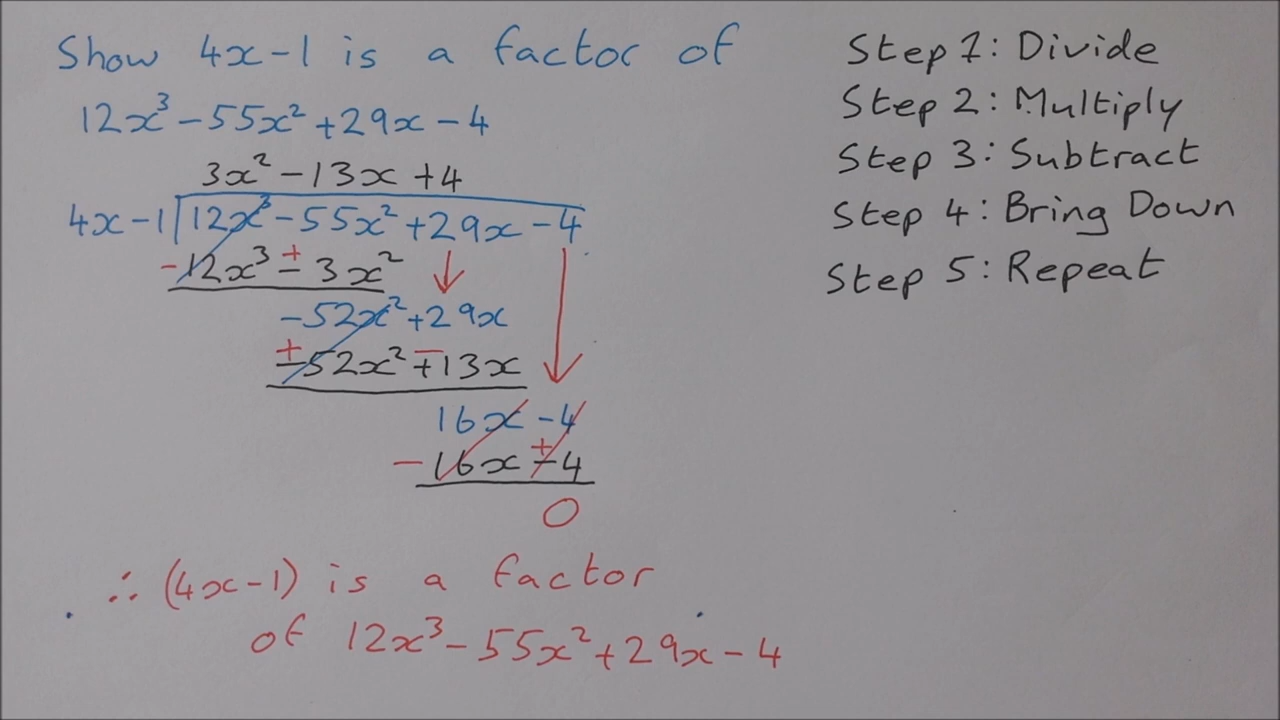 Show 4x-1 is a factor of
12x³ - 55x² + 29x - 4
3x² - 13x + 4
4x-1 12x³ - 55x² + 29x - 4
- 12x³ -+ 3x²
-52x² + 29x
+ -52x² +- 13x
16x - 4
- 16x -+ 4
0
∴ (4x-1) is a factor
of 12x³ - 55x² + 29x - 4
Step 1: Divide
Step 2: Multiply
Step 3: Subtract
Step 4: Bring Down
Step 5: Repeat